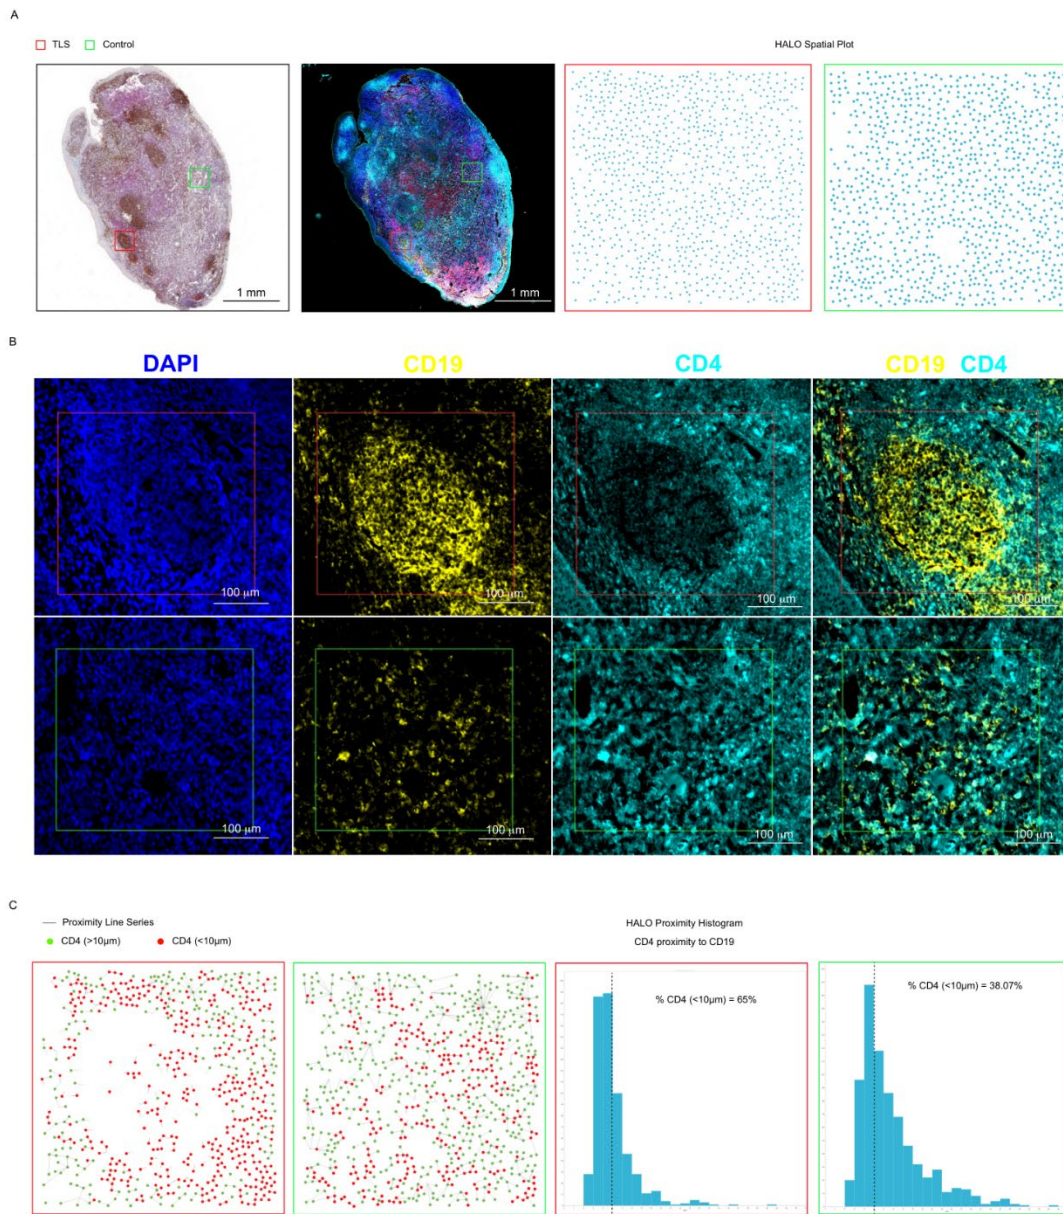 A
TLS Control
HALO Spatial Plot
1 mm
1 mm
B
DAPI
CD19
CD4
CD19 CD4
100 μm
100 μm
100 μm
100 μm
100 μm
100 μm
100 μm
100 μm
C
Proximity Line Series
CD4 (>10μm) CD4 (<10μm)
HALO Proximity Histogram
CD4 proximity to CD19
% CD4 (<10μm) = 65%
% CD4 (<10μm) = 38.07%